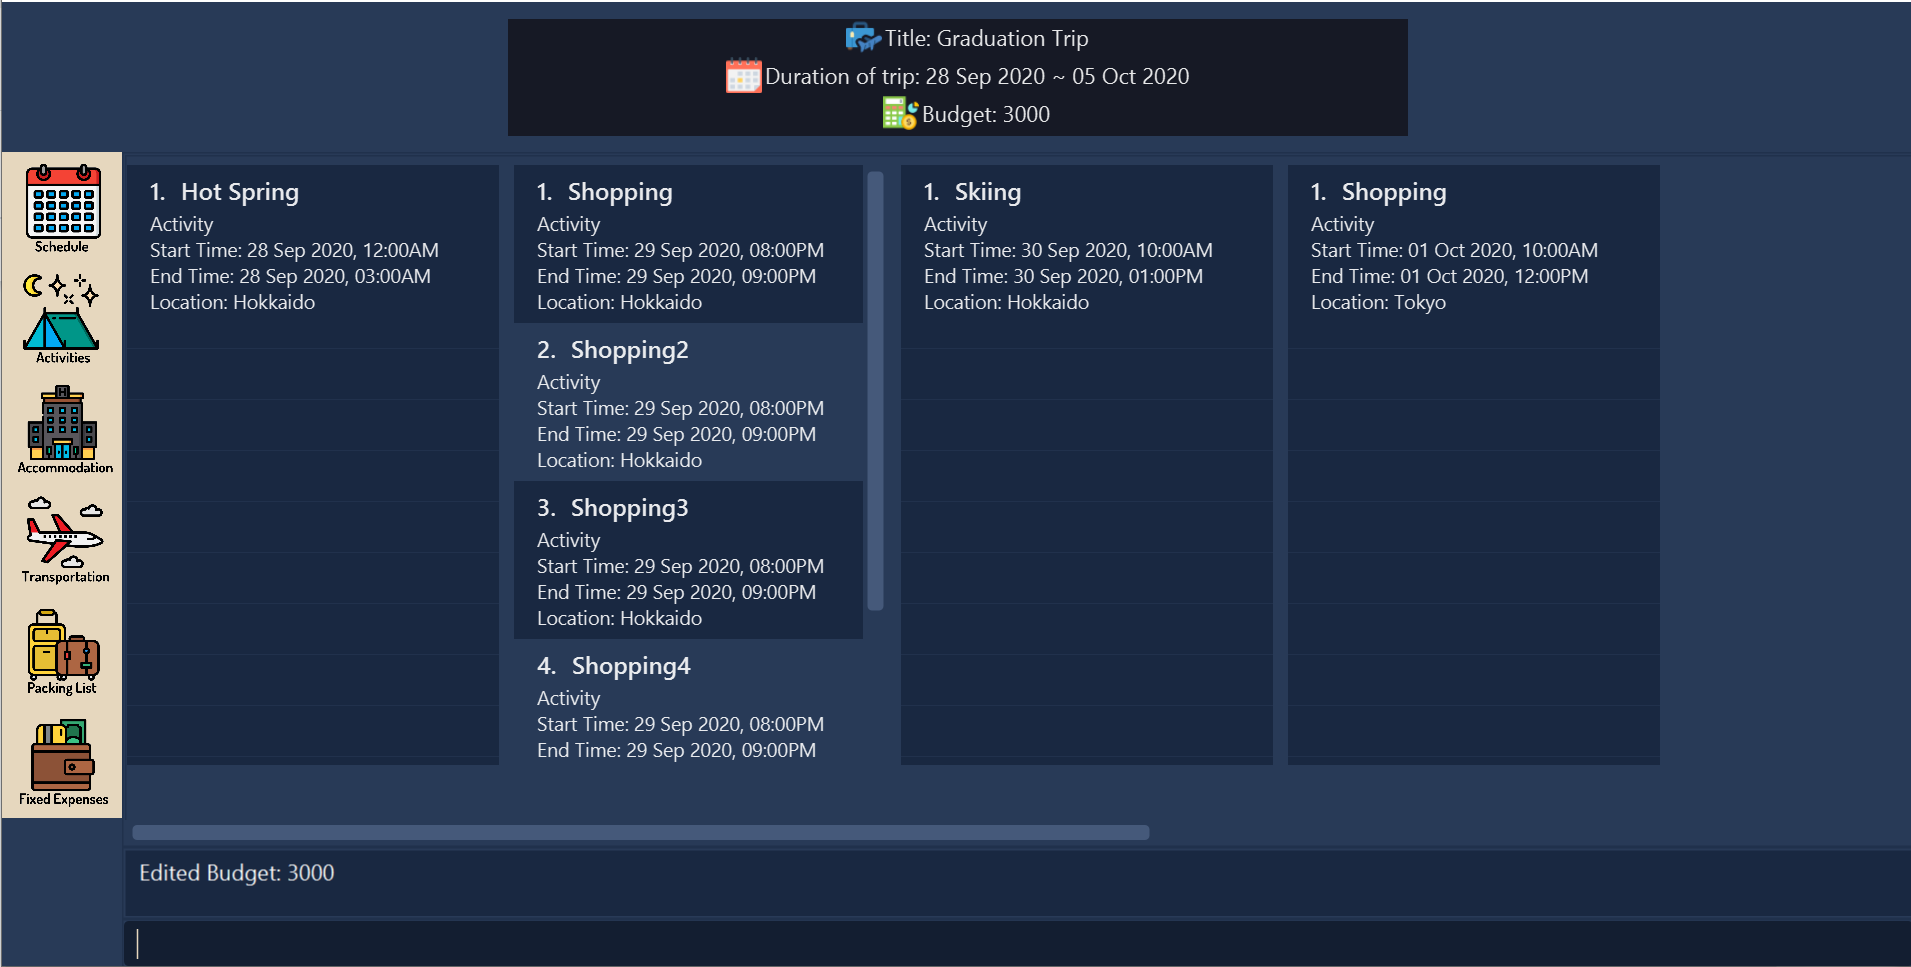 Title: Graduation Trip
Duration of trip: 28 Sep 2020 ~ 05 Oct 2020
Budget: 3000
Schedule
Activities
Accommodation
Transportation
Packing List
Fixed Expenses
1. Hot Spring
Activity
Start Time: 28 Sep 2020, 12:00AM
End Time: 28 Sep 2020, 03:00AM
Location: Hokkaido
1. Shopping
Activity
Start Time: 29 Sep 2020, 08:00PM
End Time: 29 Sep 2020, 09:00PM
Location: Hokkaido
2. Shopping2
Activity
Start Time: 29 Sep 2020, 08:00PM
End Time: 29 Sep 2020, 09:00PM
Location: Hokkaido
3. Shopping3
Activity
Start Time: 29 Sep 2020, 08:00PM
End Time: 29 Sep 2020, 09:00PM
Location: Hokkaido
4. Shopping4
Activity
Start Time: 29 Sep 2020, 08:00PM
End Time: 29 Sep 2020, 09:00PM
1. Skiing
Activity
Start Time: 30 Sep 2020, 10:00AM
End Time: 30 Sep 2020, 01:00PM
Location: Hokkaido
1. Shopping
Activity
Start Time: 01 Oct 2020, 10:00AM
End Time: 01 Oct 2020, 12:00PM
Location: Tokyo
Edited Budget: 3000